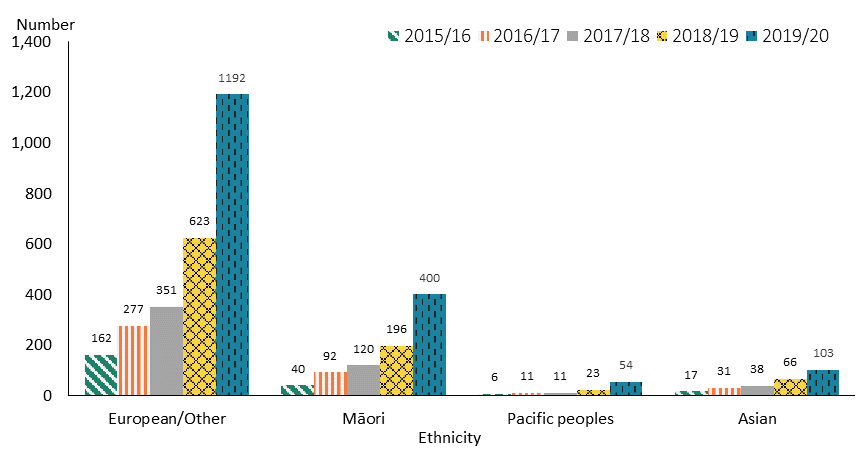 Number
2015/16 2016/17 2017/18 2018/19 2019/20
1,400
1,200
1,000
800
600
400
200
0
162 277 351 623 1192
40 92 120 196 400
6 11 11 23 54
17 31 38 66 103
European/Other Māori Pacific peoples Asian
Ethnicity